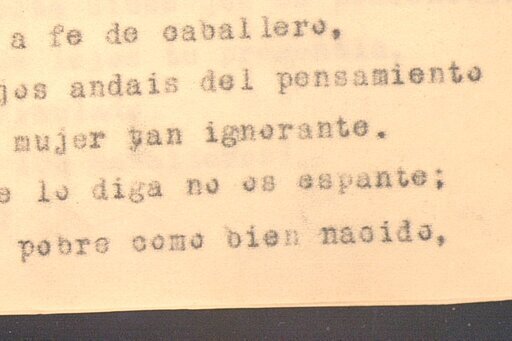 a fe de caballero,
jos andais del pensamiento
mujer tan ignorante.
e lo diga no os espante;
pobre como bien nacido,